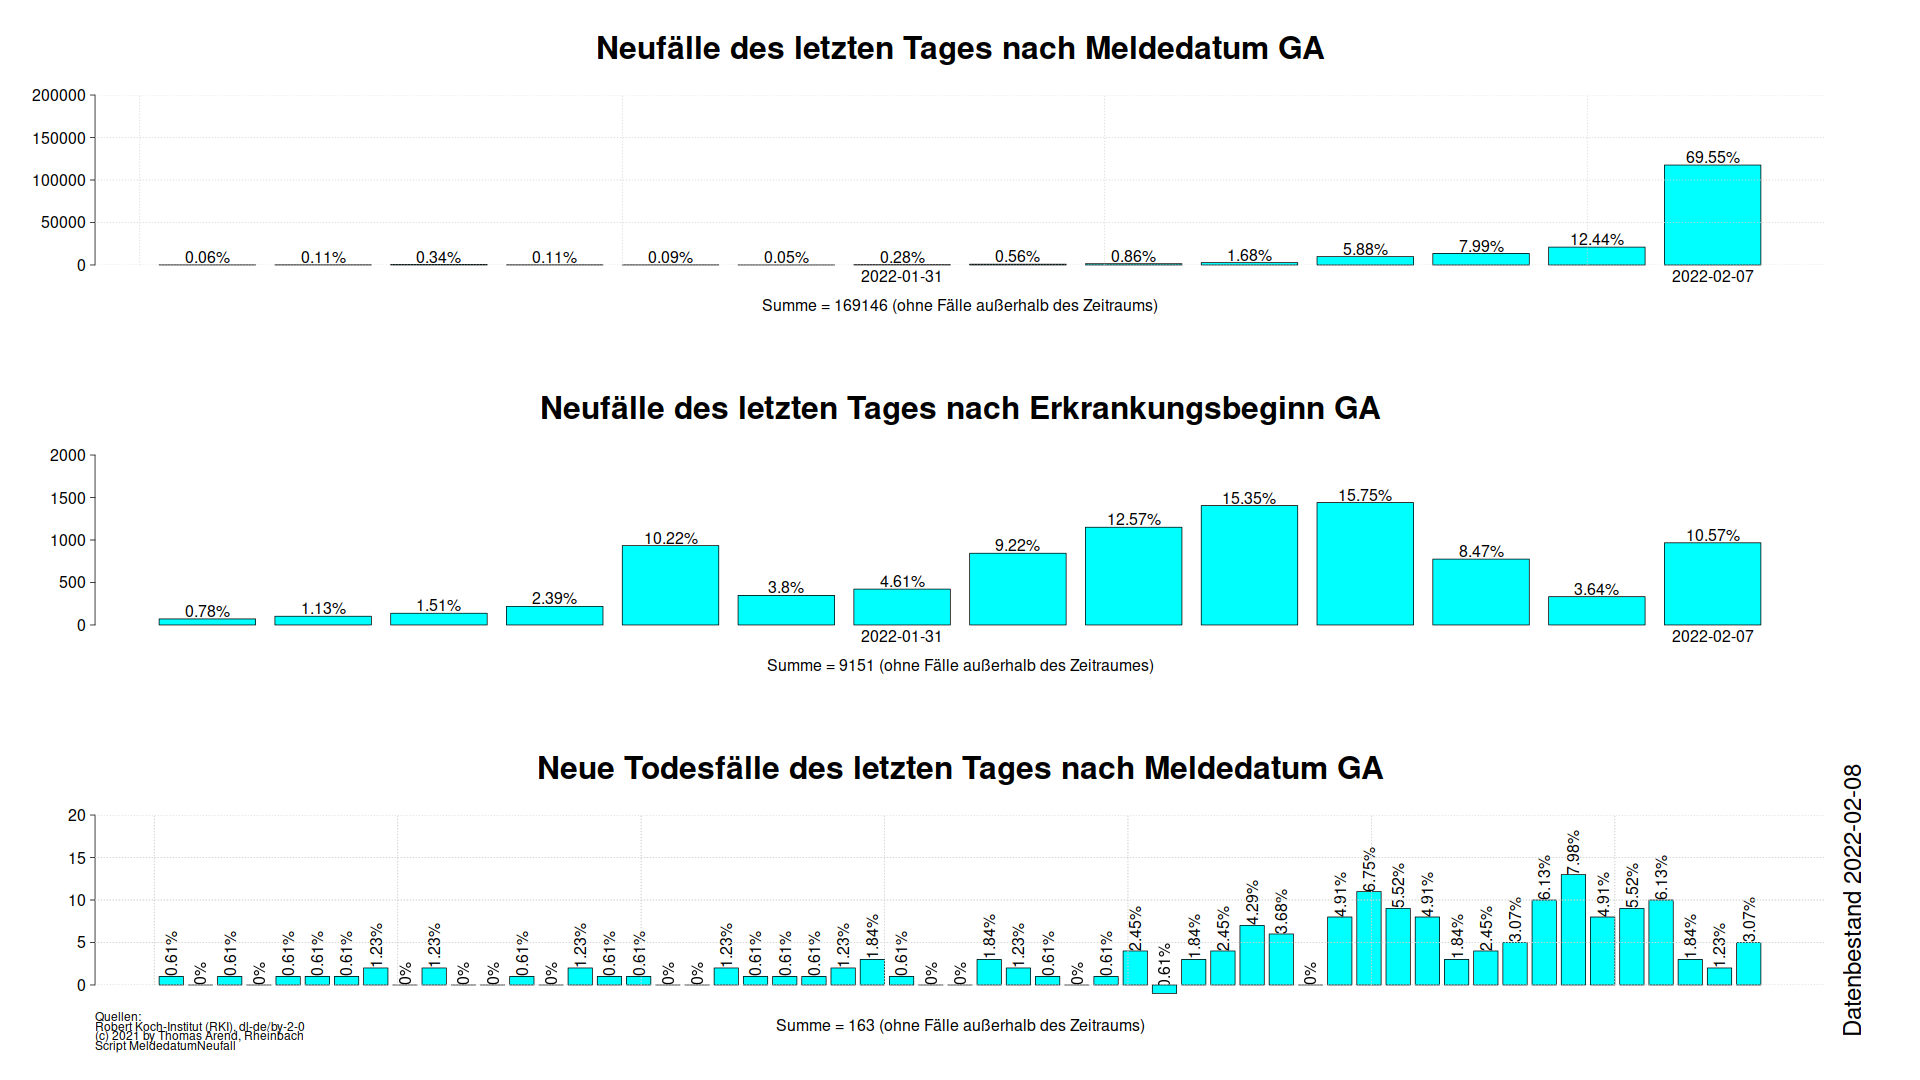 Neufälle des letzten Tages nach Meldedatum GA
200000
150000
100000
50000
0
0.06% 0.11% 0.34% 0.11% 0.09% 0.05% 0.28% 0.56% 0.86% 1.68% 5.88% 7.99% 12.44% 69.55%
2022-01-31 2022-02-07
Summe = 169146 (ohne Fälle außerhalb des Zeitraums)
Neufälle des letzten Tages nach Erkrankungsbeginn GA
2000
1500
1000
500
0
0.78% 1.13% 1.51% 2.39% 10.22% 3.8% 4.61% 9.22% 12.57% 15.35% 15.75% 8.47% 3.64% 10.57%
2022-01-31 2022-02-07
Summe = 9151 (ohne Fälle außerhalb des Zeitraumes)
Neue Todesfälle des letzten Tages nach Meldedatum GA
20
15
10
5
0
0.61% 0% 0.61% 0% 0.61% 0.61% 0.61% 1.23% 0% 1.23% 0% 0% 0.61% 0% 1.23% 0.61% 0.61% 0% 0% 1.23% 0.61% 0.61% 0.61% 1.23% 1.84% 0.61% 0% 0% 1.84% 1.23% 0.61% 0% 0.61% 2.45% 0.61% 1.84% 2.45% 4.29% 3.68% 0% 4.91% 6.75% 5.52% 4.91% 1.84% 2.45% 3.07% 6.13% 7.98% 4.91% 5.52% 6.13% 1.84% 1.23% 3.07%
Summe = 163 (ohne Fälle außerhalb des Zeitraums)
Quellen:
Robert Koch-Institut (RKI), dl-de/by-2-0
(c) 2021 by Thomas Arend, Rheinbach
Script MeldedatumNeufall
Datenbestand 2022-02-08